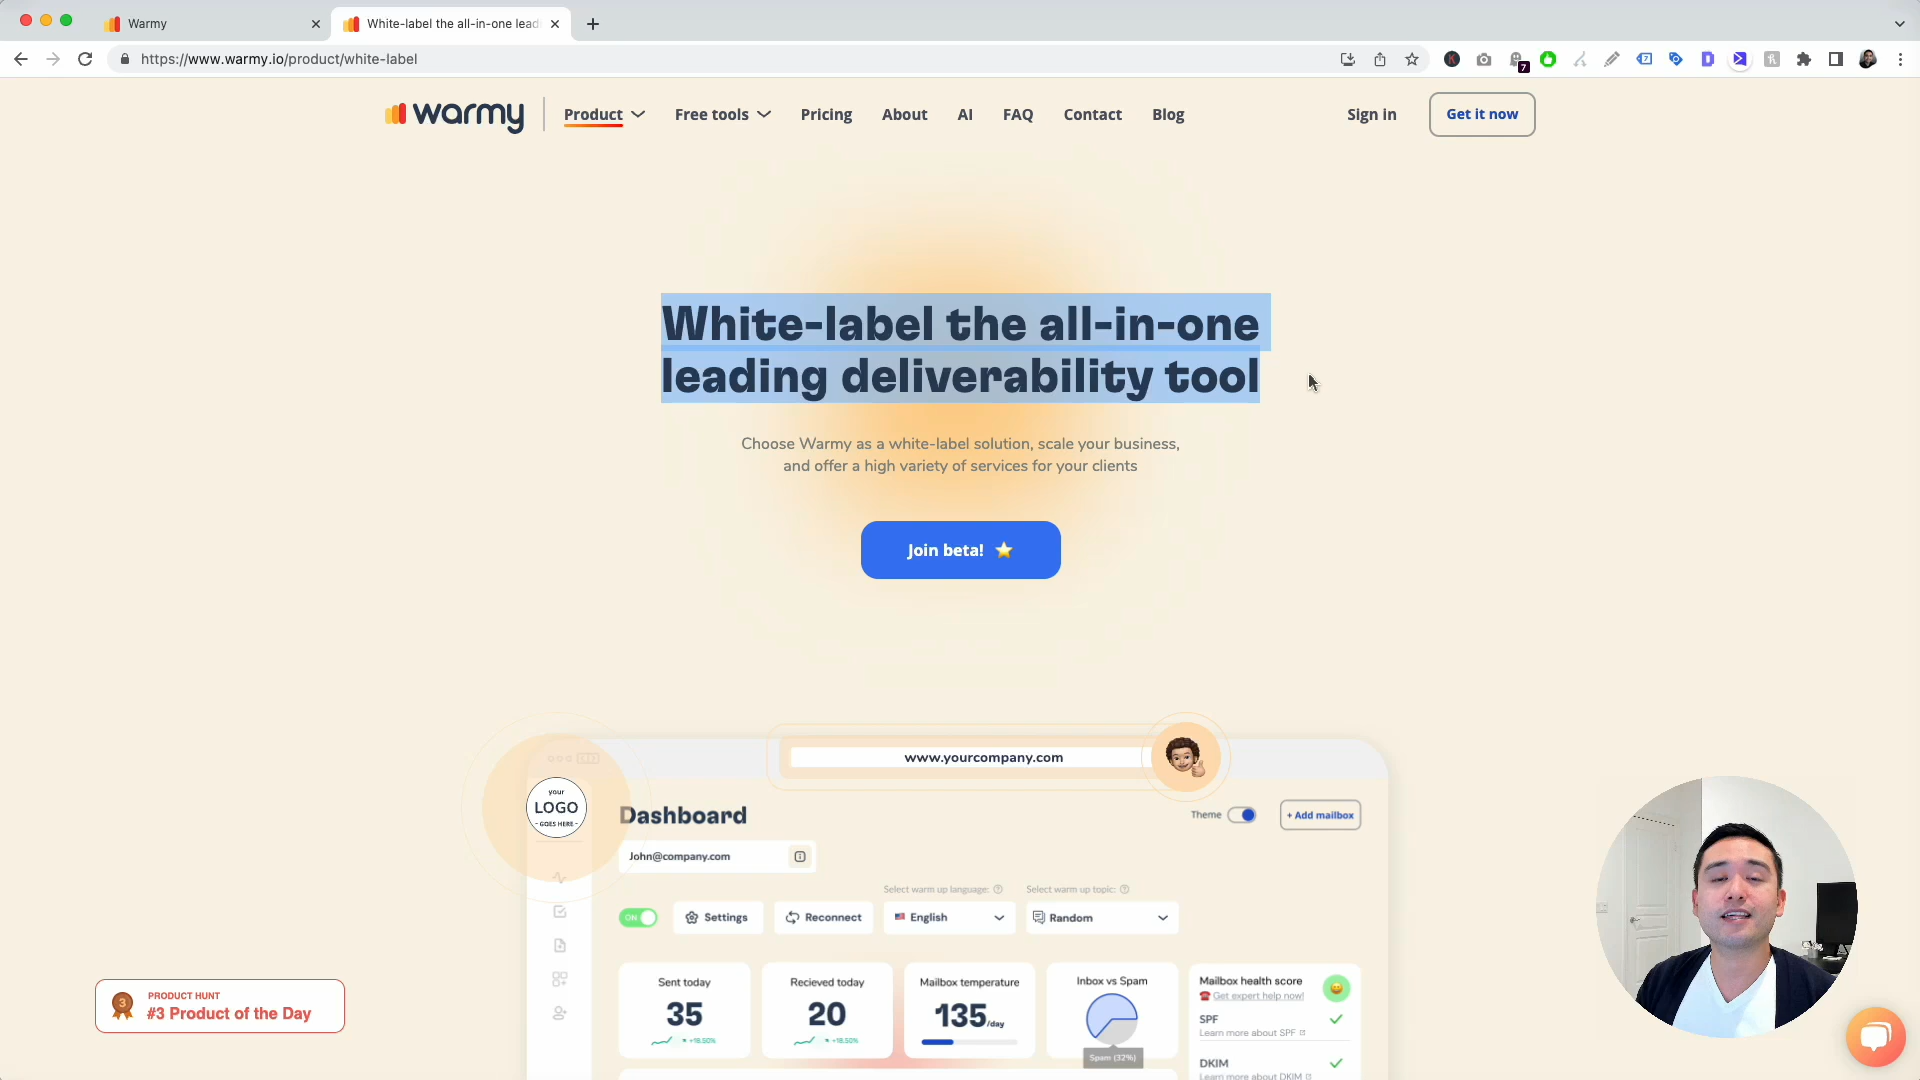 Warmy
White-label the all-in-one lead
https://www.warmy.io/product/white-label
7
warmy
Product
Free tools
Pricing
About
AI
FAQ
Contact
Blog
Sign in
Get it now
White-label the all-in-one
leading deliverability tool
Choose Warmy as a white-label solution, scale your business,
and offer a high variety of services for your clients
Join beta!
www.yourcompany.com
your
LOGO
- GOES HERE -
Dashboard
Theme
+ Add mailbox
John@company.com
Select warm up language:
Select warm up topic:
ON
Settings
Reconnect
English
Random
Sent today
35
+16.50%
Recieved today
20
+18.50%
Mailbox temperature
135/day
Inbox vs Spam
Spam (32%)
Mailbox health score
Get expert help now!
SPF
Learn more about SPF
DKIM
Learn more about DKIM
3
PRODUCT HUNT
#3 Product of the Day